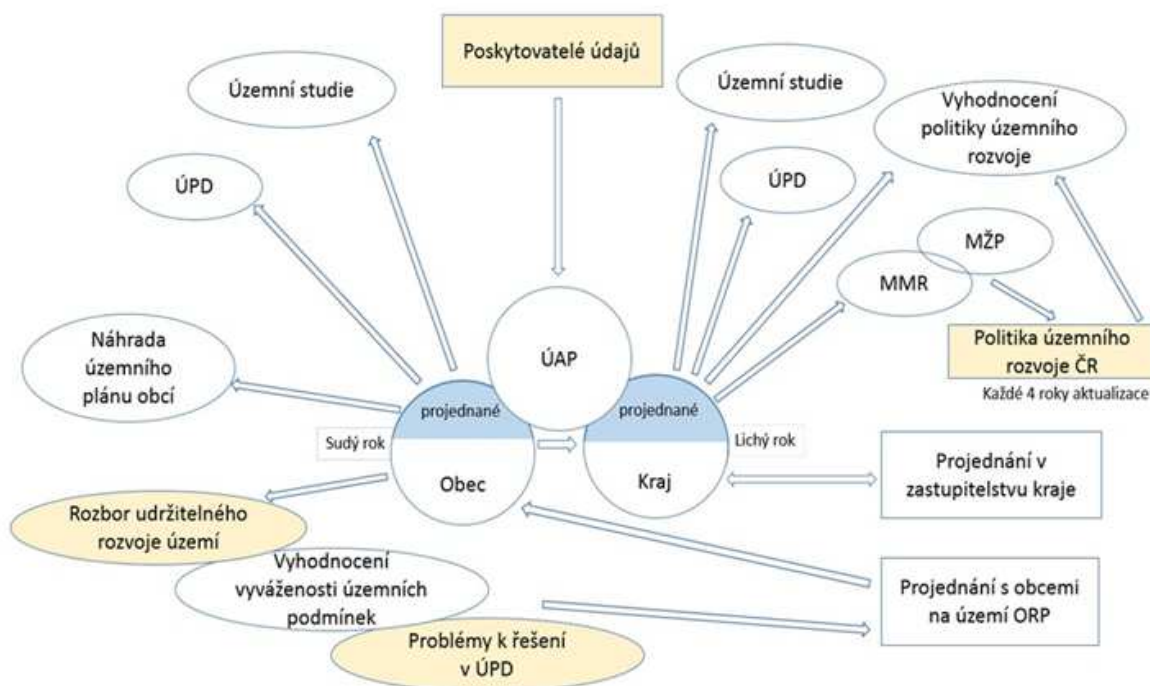 Poskytovatelé údajů
Územní studie
Územní studie
Vyhodnocení
politiky územního
rozvoje
ÚPD
ÚPD
MŽP
MMR
Náhrada
územního
plánu obcí
ÚAP
Politika územního
rozvoje ČR
Každé 4 roky aktualizace
projednané
projednané
Sudý rok
Lichý rok
Obec
Kraj
Projednání v
zastupitelstvu kraje
Rozbor udržitelného
rozvoje území
Vyhodnocení
vyváženosti územních
podmínek
Projednání s obcemi
na území ORP
Problémy k řešení
v ÚPD